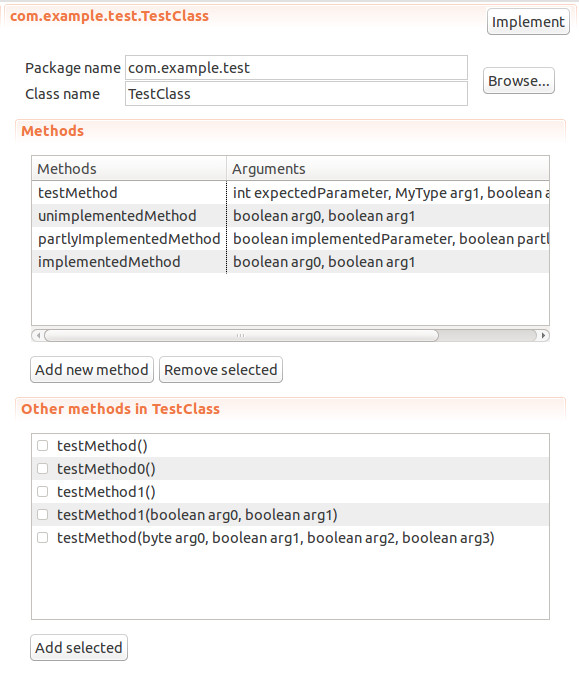 com.example.test.TestClass
Implement
Package name com.example.test
Browse...
Class name TestClass
Methods
Methods Arguments
testMethod int expectedParameter, MyType arg1, boolean a
unimplementedMethod boolean arg0, boolean arg1
partlyImplementedMethod boolean implementedParameter, boolean partl
implementedMethod boolean arg0, boolean arg1
Add new method Remove selected
Other methods in TestClass
testMethod()
testMethod0()
testMethod1()
testMethod1(boolean arg0, boolean arg1)
testMethod(byte arg0, boolean arg1, boolean arg2, boolean arg3)
Add selected